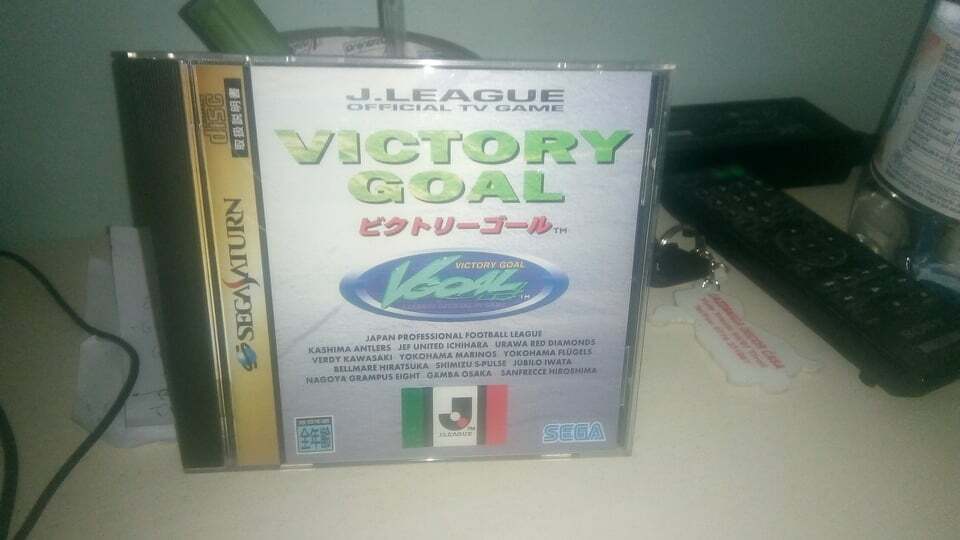 J.LEAGUE
OFFICIAL TV GAME
VICTORY
GOAL
ビクトリーゴール™
VICTORY GOAL
VGOAL™
JAPAN PROFESSIONAL FOOTBALL LEAGUE
KASHIMA ANTLERS JEF UNITED ICHIHARA URAWA RED DIAMONDS
VERDY KAWASAKI YOKOHAMA MARINOS YOKOHAMA FLÜGELS
BELLMARE HIRATSUKA SHIMIZU S-PULSE JUBILO IWATA
NAGOYA GRAMPUS EIGHT GAMBA OSAKA SANFRECCE HIROSHIMA
J.LEAGUE
TM
SEGA
disc
取扱説明書
SEGA SATURN